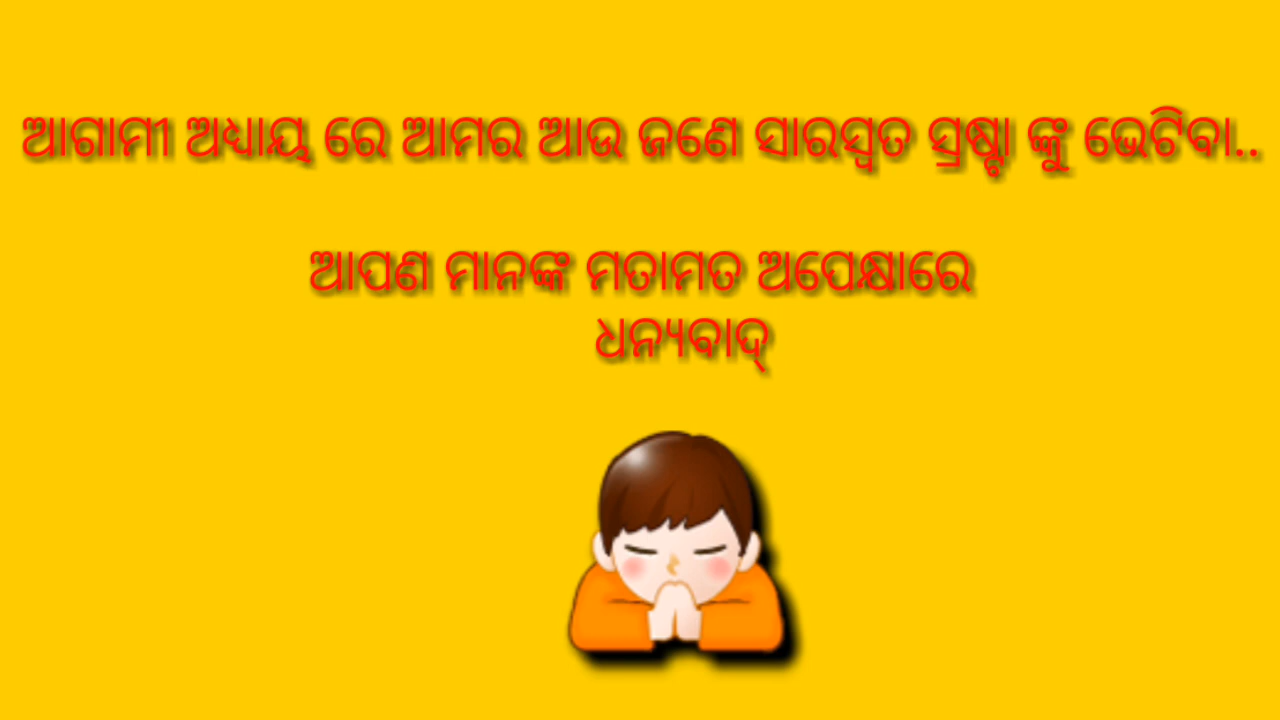 ଆଗାମୀ ଅଧ୍ୟାୟ ରେ ଆମର ଆଉ ଜଣେ ସାରସ୍ୱତ ସ୍ରଷ୍ଟା ଙ୍କୁ ଭେଟିବା..
ଆପଣ ମାନଙ୍କ ମତାମତ ଅପେକ୍ଷାରେ
ଧନ୍ୟବାଦ୍